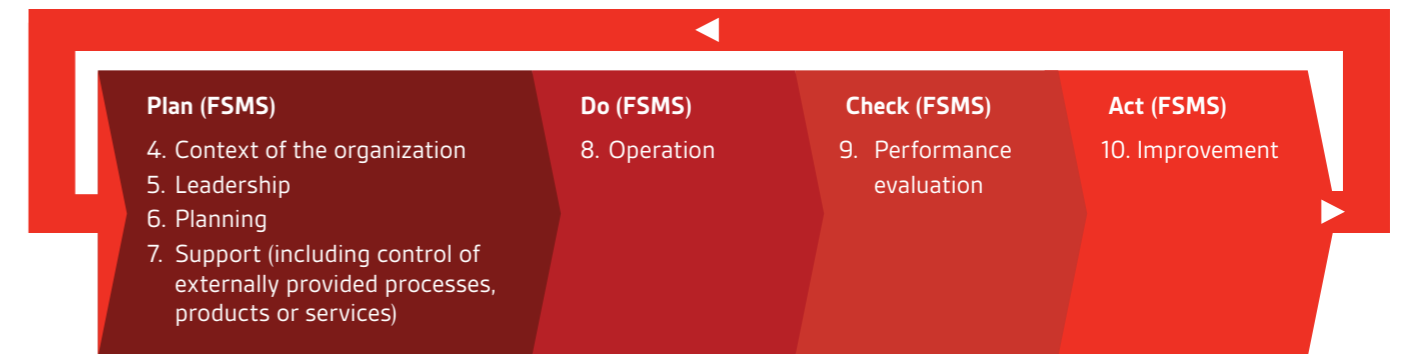 Plan (FSMS)
4. Context of the organization
5. Leadership
6. Planning
7. Support (including control of
externally provided processes,
products or services)
Do (FSMS)
8. Operation
Check (FSMS)
9. Performance
evaluation
Act (FSMS)
10. Improvement